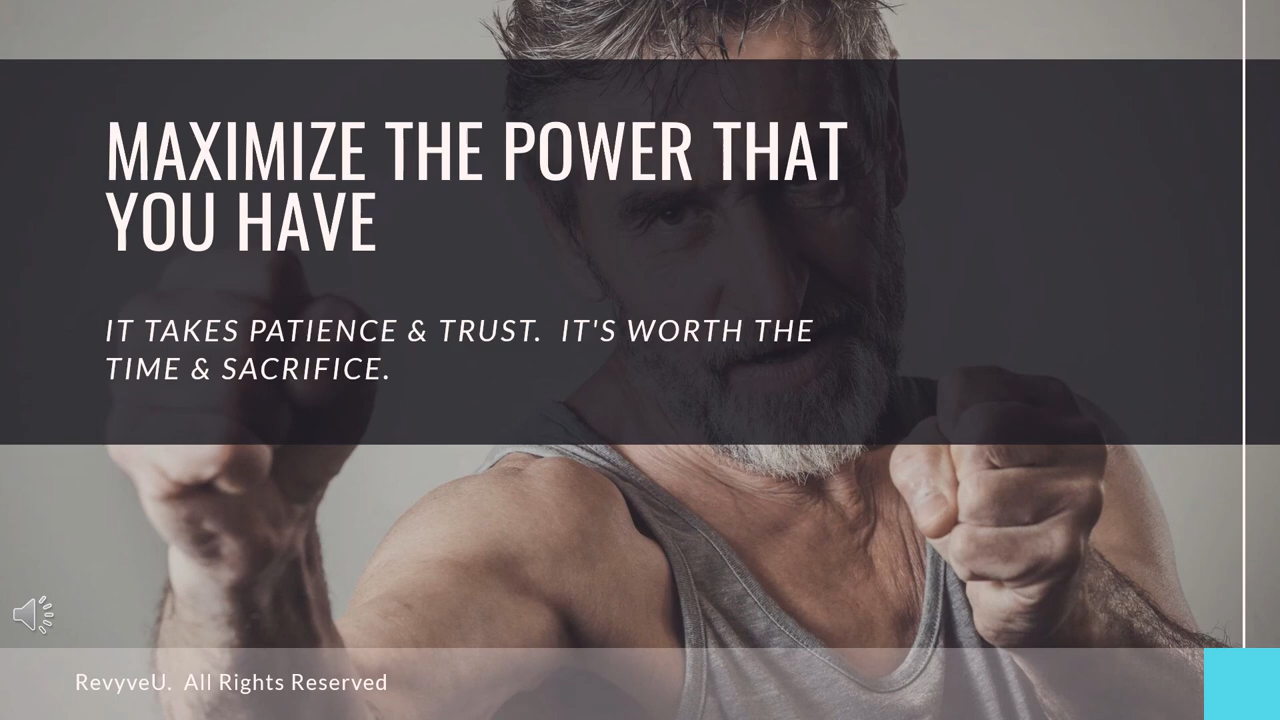 MAXIMIZE THE POWER THAT
YOU HAVE
IT TAKES PATIENCE & TRUST.  IT'S WORTH THE
TIME & SACRIFICE.
RevyveU.  All Rights Reserved